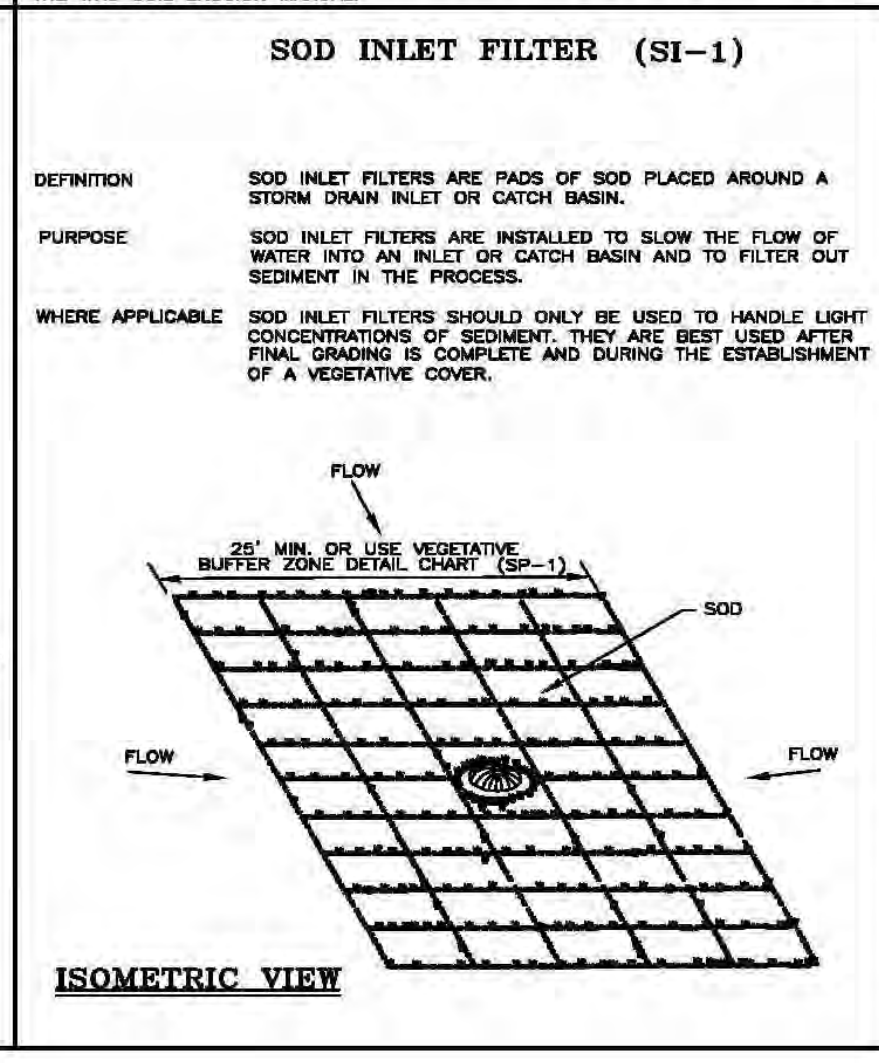 SOD INLET FILTER (SI-1)
DEFINITION SOD INLET FILTERS ARE PADS OF SOD PLACED AROUND A
STORM DRAIN INLET OR CATCH BASIN.
PURPOSE SOD INLET FILTERS ARE INSTALLED TO SLOW THE FLOW OF
WATER INTO AN INLET OR CATCH BASIN AND TO FILTER OUT
SEDIMENT IN THE PROCESS.
WHERE APPLICABLE SOD INLET FILTERS SHOULD ONLY BE USED TO HANDLE LIGHT
CONCENTRATIONS OF SEDIMENT. THEY ARE BEST USED AFTER
FINAL GRADING IS COMPLETE AND DURING THE ESTABLISHMENT
OF A VEGETATIVE COVER.
FLOW
25' MIN. OR USE VEGETATIVE
BUFFER ZONE DETAIL CHART (SP-1)
SOD
FLOW
FLOW
ISOMETRIC VIEW